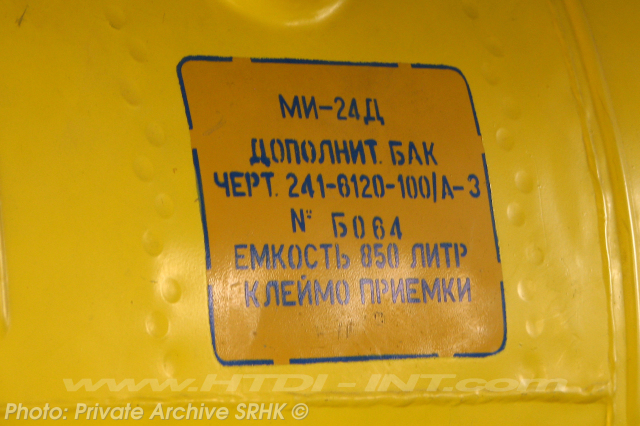 МИ-24Д
ДОПОЛНИТ. БАК
ЧЕРТ. 241-6120-100/А-3
№ Б064
ЕМКОСТЬ 850 ЛИТР
КЛЕЙМО ПРИЕМКИ
www.HTDI-INT.com
Photo: Private Archive SRHK ©